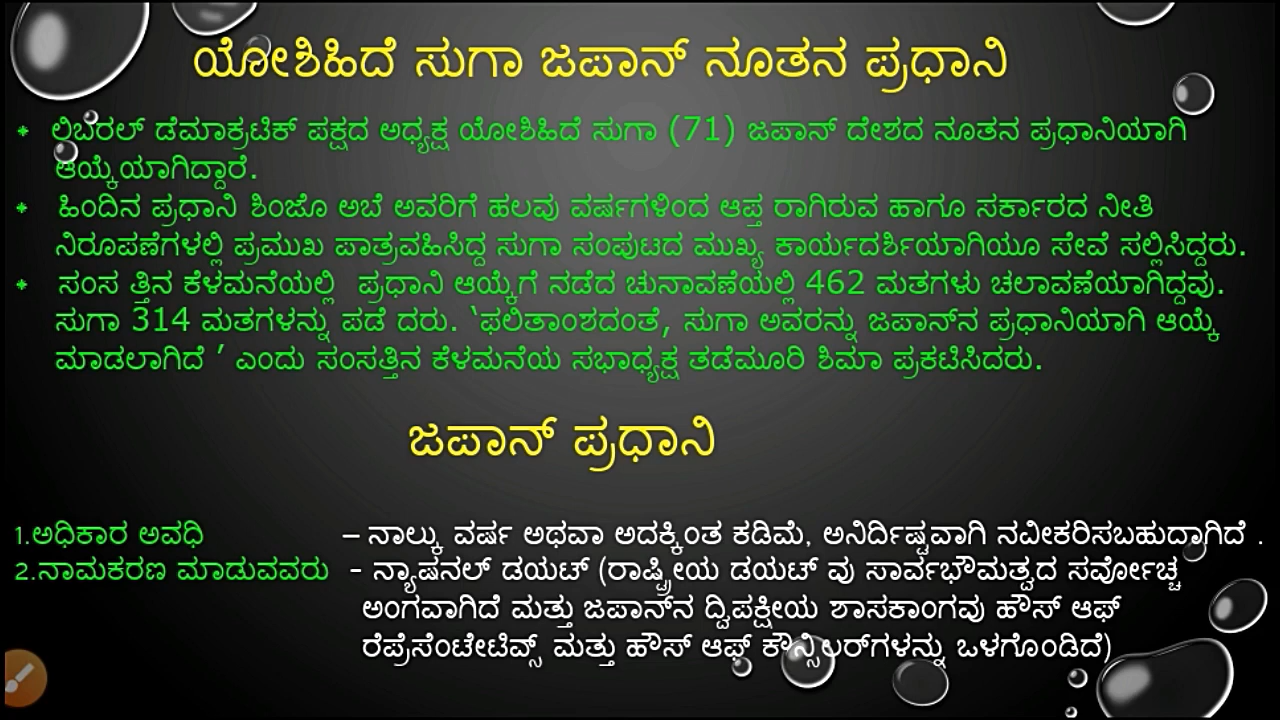 ಯೋಶಿಹಿದೆ ಸುಗಾ ಜಪಾನ್ ನೂತನ ಪ್ರಧಾನಿ
* ಲಿಬರಲ್ ಡೆಮಾಕ್ರಟಿಕ್ ಪಕ್ಷದ ಅಧ್ಯಕ್ಷ ಯೋಶಿಹಿದೆ ಸುಗಾ (71) ಜಪಾನ್ ದೇಶದ ನೂತನ ಪ್ರಧಾನಿಯಾಗಿ
ಆಯ್ಕೆಯಾಗಿದ್ದಾರೆ.
* ಹಿಂದಿನ ಪ್ರಧಾನಿ ಶಿಂಜೊ ಅಬೆ ಅವರಿಗೆ ಹಲವು ವರ್ಷಗಳಿಂದ ಆಪ್ತ ರಾಗಿರುವ ಹಾಗೂ ಸರ್ಕಾರದ ನೀತಿ
ನಿರೂಪಣೆಗಳಲ್ಲಿ ಪ್ರಮುಖ ಪಾತ್ರವಹಿಸಿದ್ದ ಸುಗಾ ಸಂಪುಟದ ಮುಖ್ಯ ಕಾರ್ಯದರ್ಶಿಯಾಗಿಯೂ ಸೇವೆ ಸಲ್ಲಿಸಿದ್ದರು.
* ಸಂಸ ತ್ತಿನ ಕೆಳಮನೆಯಲ್ಲಿ ಪ್ರಧಾನಿ ಆಯ್ಕೆಗೆ ನಡೆದ ಚುನಾವಣೆಯಲ್ಲಿ 462 ಮತಗಳು ಚಲಾವಣೆಯಾಗಿದ್ದವು.
ಸುಗಾ 314 ಮತಗಳನ್ನು ಪಡೆ ದರು. ‘ಫಲಿತಾಂಶದಂತೆ, ಸುಗಾ ಅವರನ್ನು ಜಪಾನ್‌ನ ಪ್ರಧಾನಿಯಾಗಿ ಆಯ್ಕೆ
ಮಾಡಲಾಗಿದೆ ’ ಎಂದು ಸಂಸತ್ತಿನ ಕೆಳಮನೆಯ ಸಭಾಧ್ಯಕ್ಷ ತಡೆಮೂರಿ ಶಿಮಾ ಪ್ರಕಟಿಸಿದರು.
ಜಪಾನ್ ಪ್ರಧಾನಿ
1.ಅಧಿಕಾರ ಅವಧಿ – ನಾಲ್ಕು ವರ್ಷ ಅಥವಾ ಅದಕ್ಕಿಂತ ಕಡಿಮೆ, ಅನಿರ್ದಿಷ್ಟವಾಗಿ ನವೀಕರಿಸಬಹುದಾಗಿದೆ .
2.ನಾಮಕರಣ ಮಾಡುವವರು - ನ್ಯಾಷನಲ್ ಡಯಟ್ (ರಾಷ್ಟ್ರೀಯ ಡಯಟ್ ವು ಸಾರ್ವಭೌಮತ್ವದ ಸರ್ವೋಚ್ಚ
ಅಂಗವಾಗಿದೆ ಮತ್ತು ಜಪಾನ್‌ನ ದ್ವಿಪಕ್ಷೀಯ ಶಾಸಕಾಂಗವು ಹೌಸ್ ಆಫ್
ರೆಪ್ರೆಸೆಂಟೇಟಿವ್ಸ್ ಮತ್ತು ಹೌಸ್ ಆಫ್ ಕೌನ್ಸಿಲರ್‌ಗಳನ್ನು ಒಳಗೊಂಡಿದೆ)